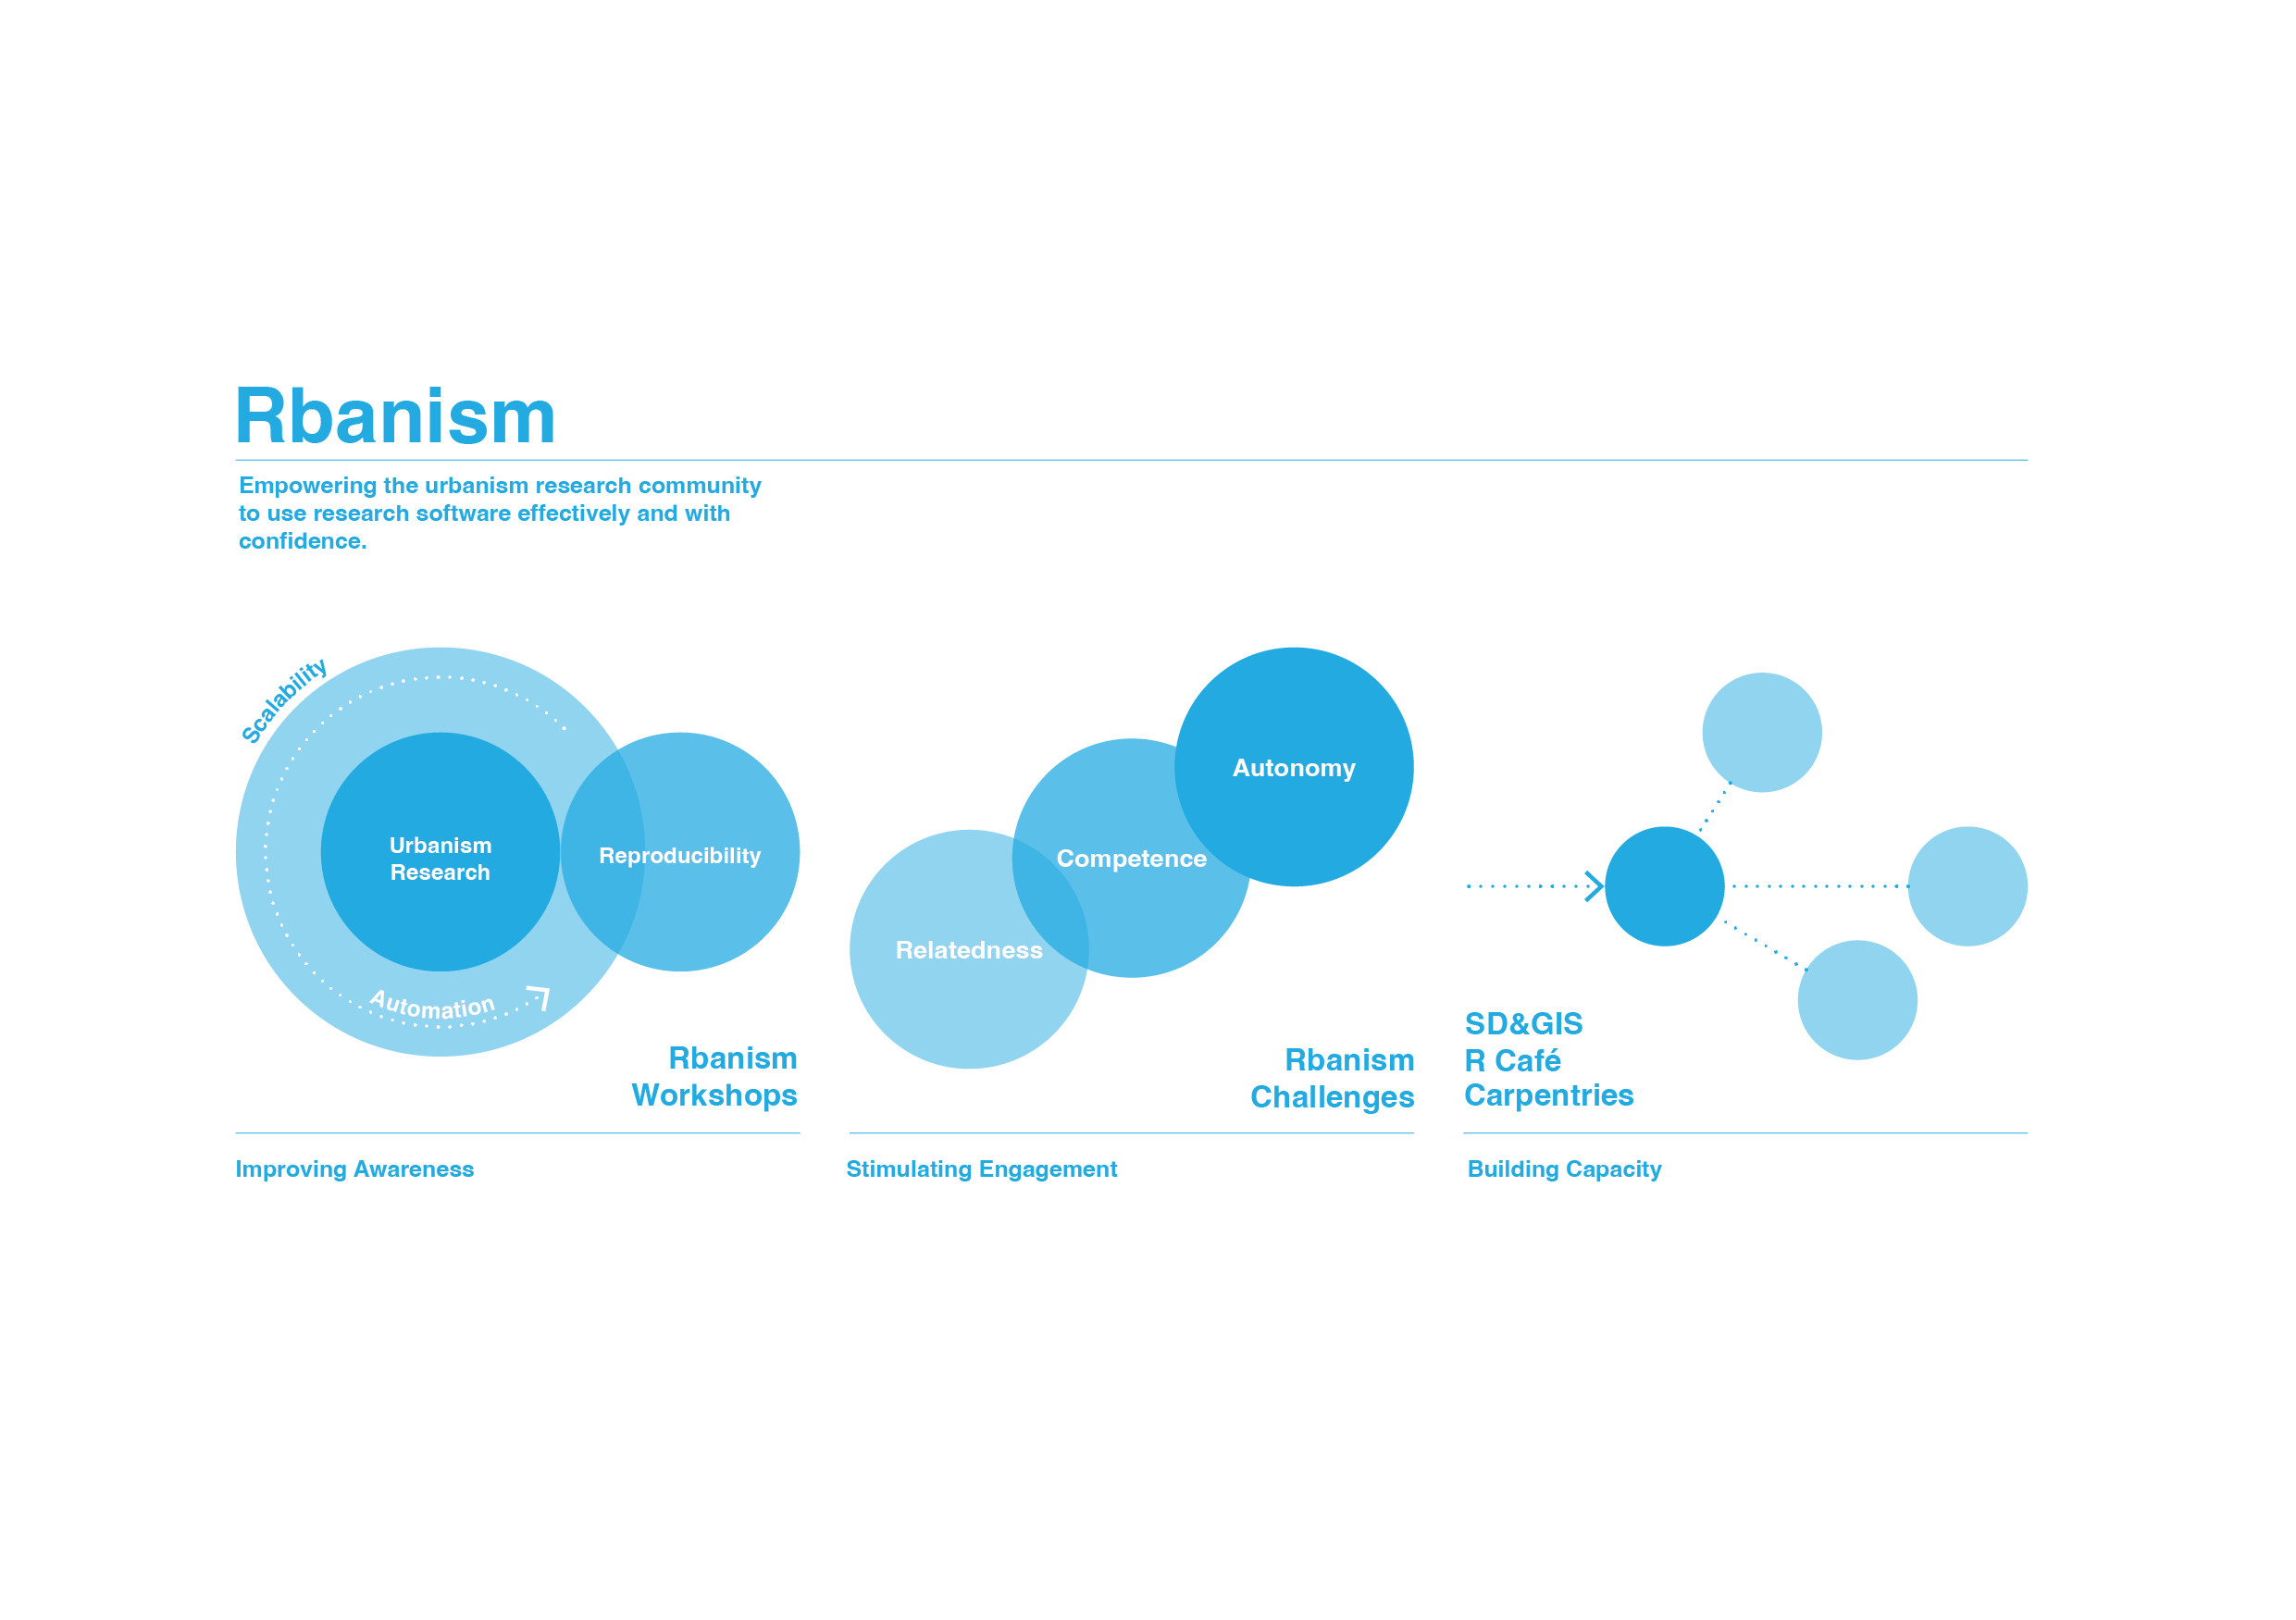 Rbanism
Empowering the urbanism research community
to use research software effectively and with
confidence.
Scalability
Urbanism
Research
Reproducibility
Automation
Rbanism
Workshops
Improving Awareness
Autonomy
Competence
Relatedness
Rbanism
Challenges
Stimulating Engagement
SD&GIS
R Café
Carpentries
Building Capacity